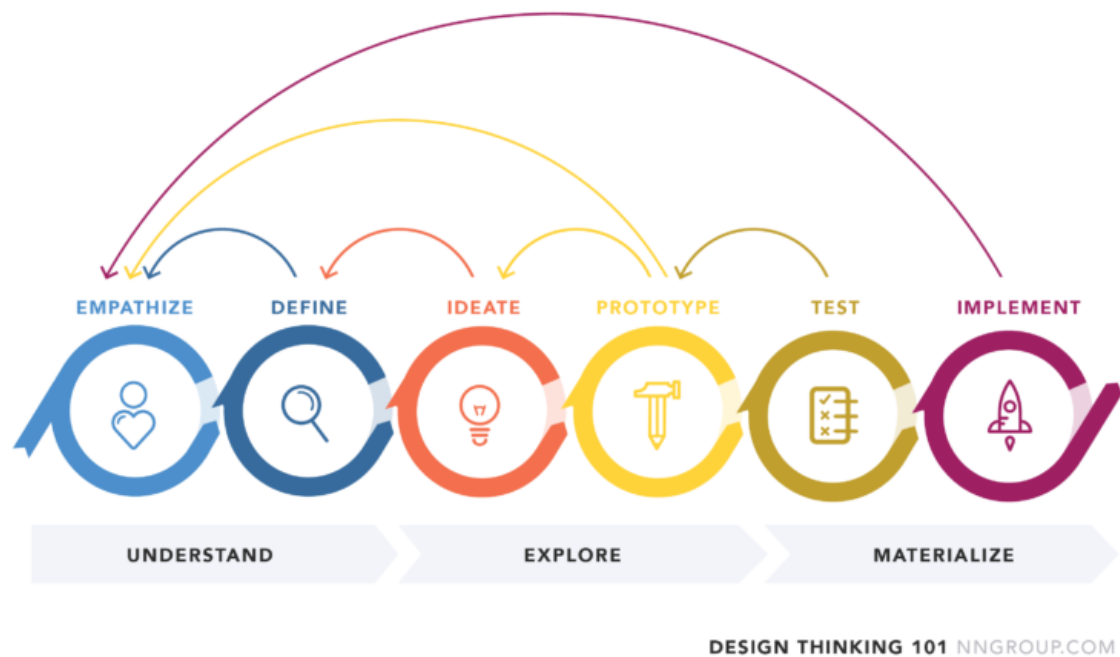 EMPATHIZE DEFINE IDEATE PROTOTYPE TEST IMPLEMENT
UNDERSTAND EXPLORE MATERIALIZE
DESIGN THINKING 101 NNGROUP.COM